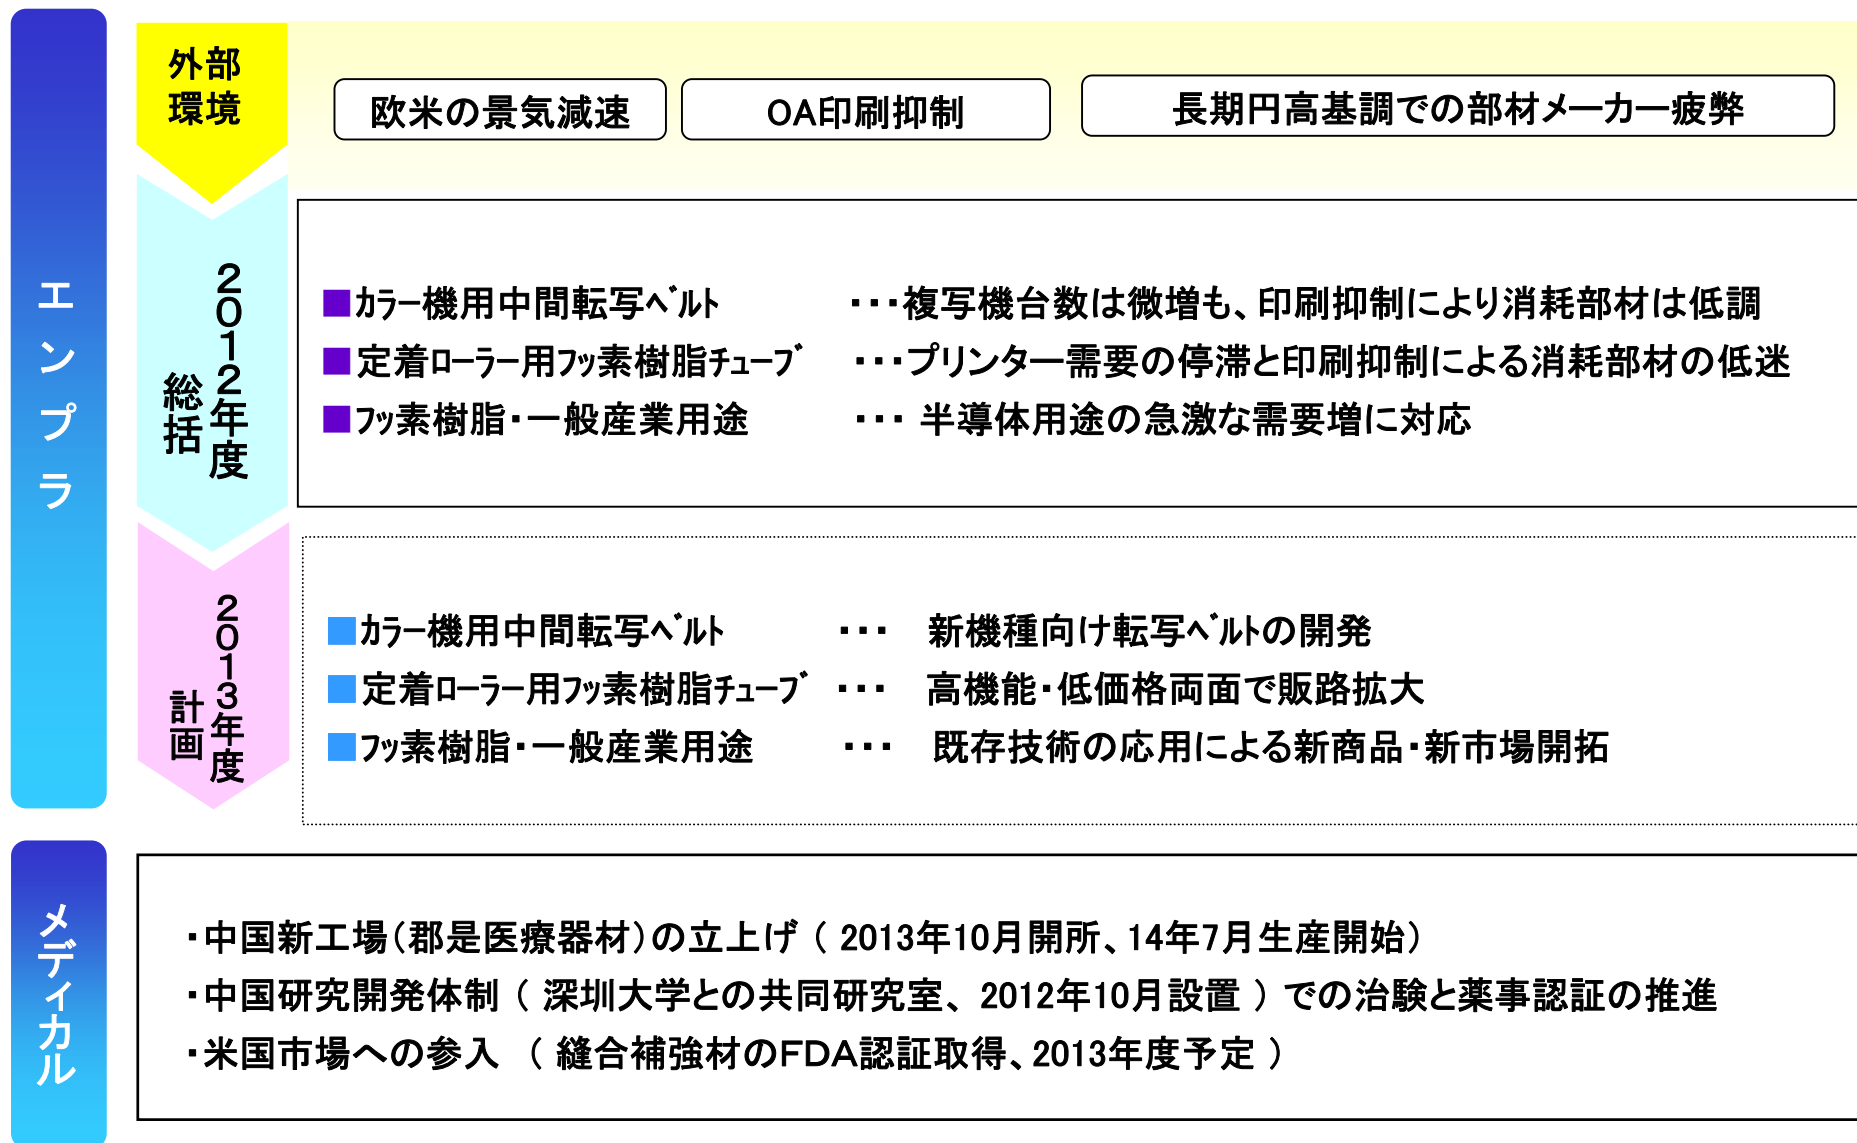 エンプラ
外部
環境
欧米の景気減速
OA印刷抑制
長期円高基調での部材メーカー疲弊
2012年度
総括
■カラー機用中間転写ベルト ・・・複写機台数は微増も、印刷抑制により消耗部材は低調
■定着ローラー用フッ素樹脂チューブ ・・・プリンター需要の停滞と印刷抑制による消耗部材の低迷
■フッ素樹脂・一般産業用途 ・・・ 半導体用途の急激な需要増に対応
2013年度
計画
■カラー機用中間転写ベルト ・・・ 新機種向け転写ベルトの開発
■定着ローラー用フッ素樹脂チューブ ・・・ 高機能・低価格両面で販路拡大
■フッ素樹脂・一般産業用途 ・・・ 既存技術の応用による新商品・新市場開拓
メディカル
・中国新工場（郡是医療器材）の立上げ（ 2013年10月開所、14年7月生産開始）
・中国研究開発体制（ 深圳大学との共同研究室、 2012年10月設置 ）での治験と薬事認証の推進
・米国市場への参入 （ 縫合補強材のFDA認証取得、2013年度予定 ）